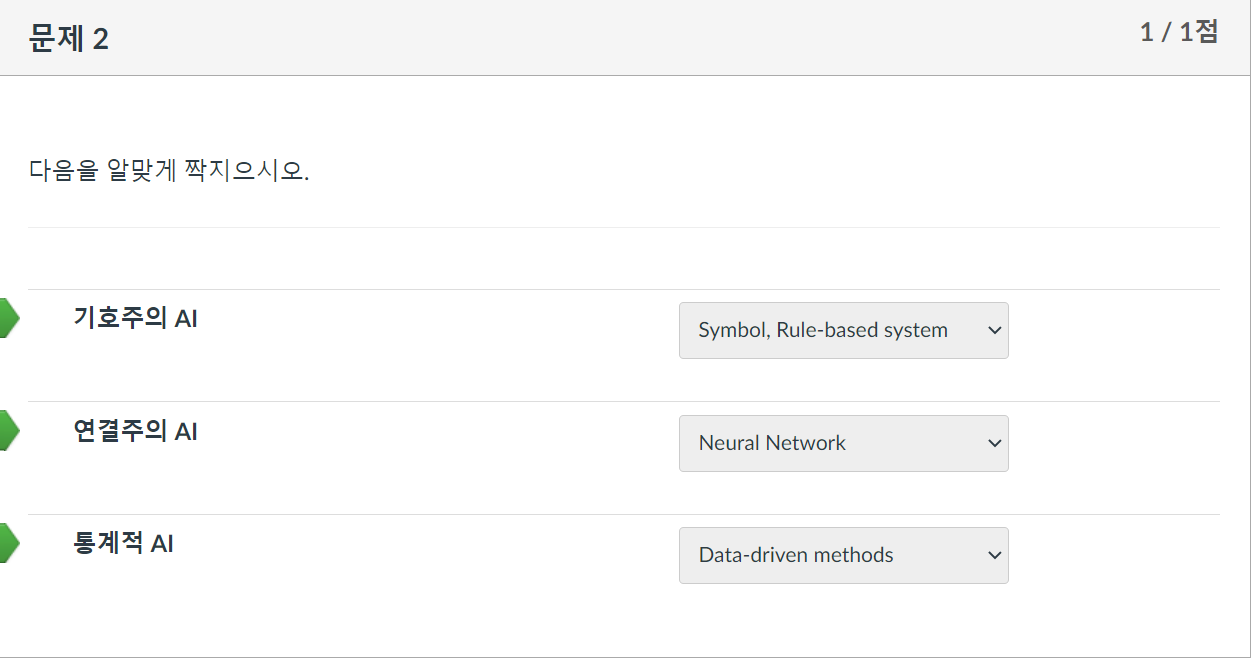 문제 2
1 / 1점
다음을 알맞게 짝지으시오.
기호주의 AI
Symbol, Rule-based system
연결주의 AI
Neural Network
통계적 AI
Data-driven methods